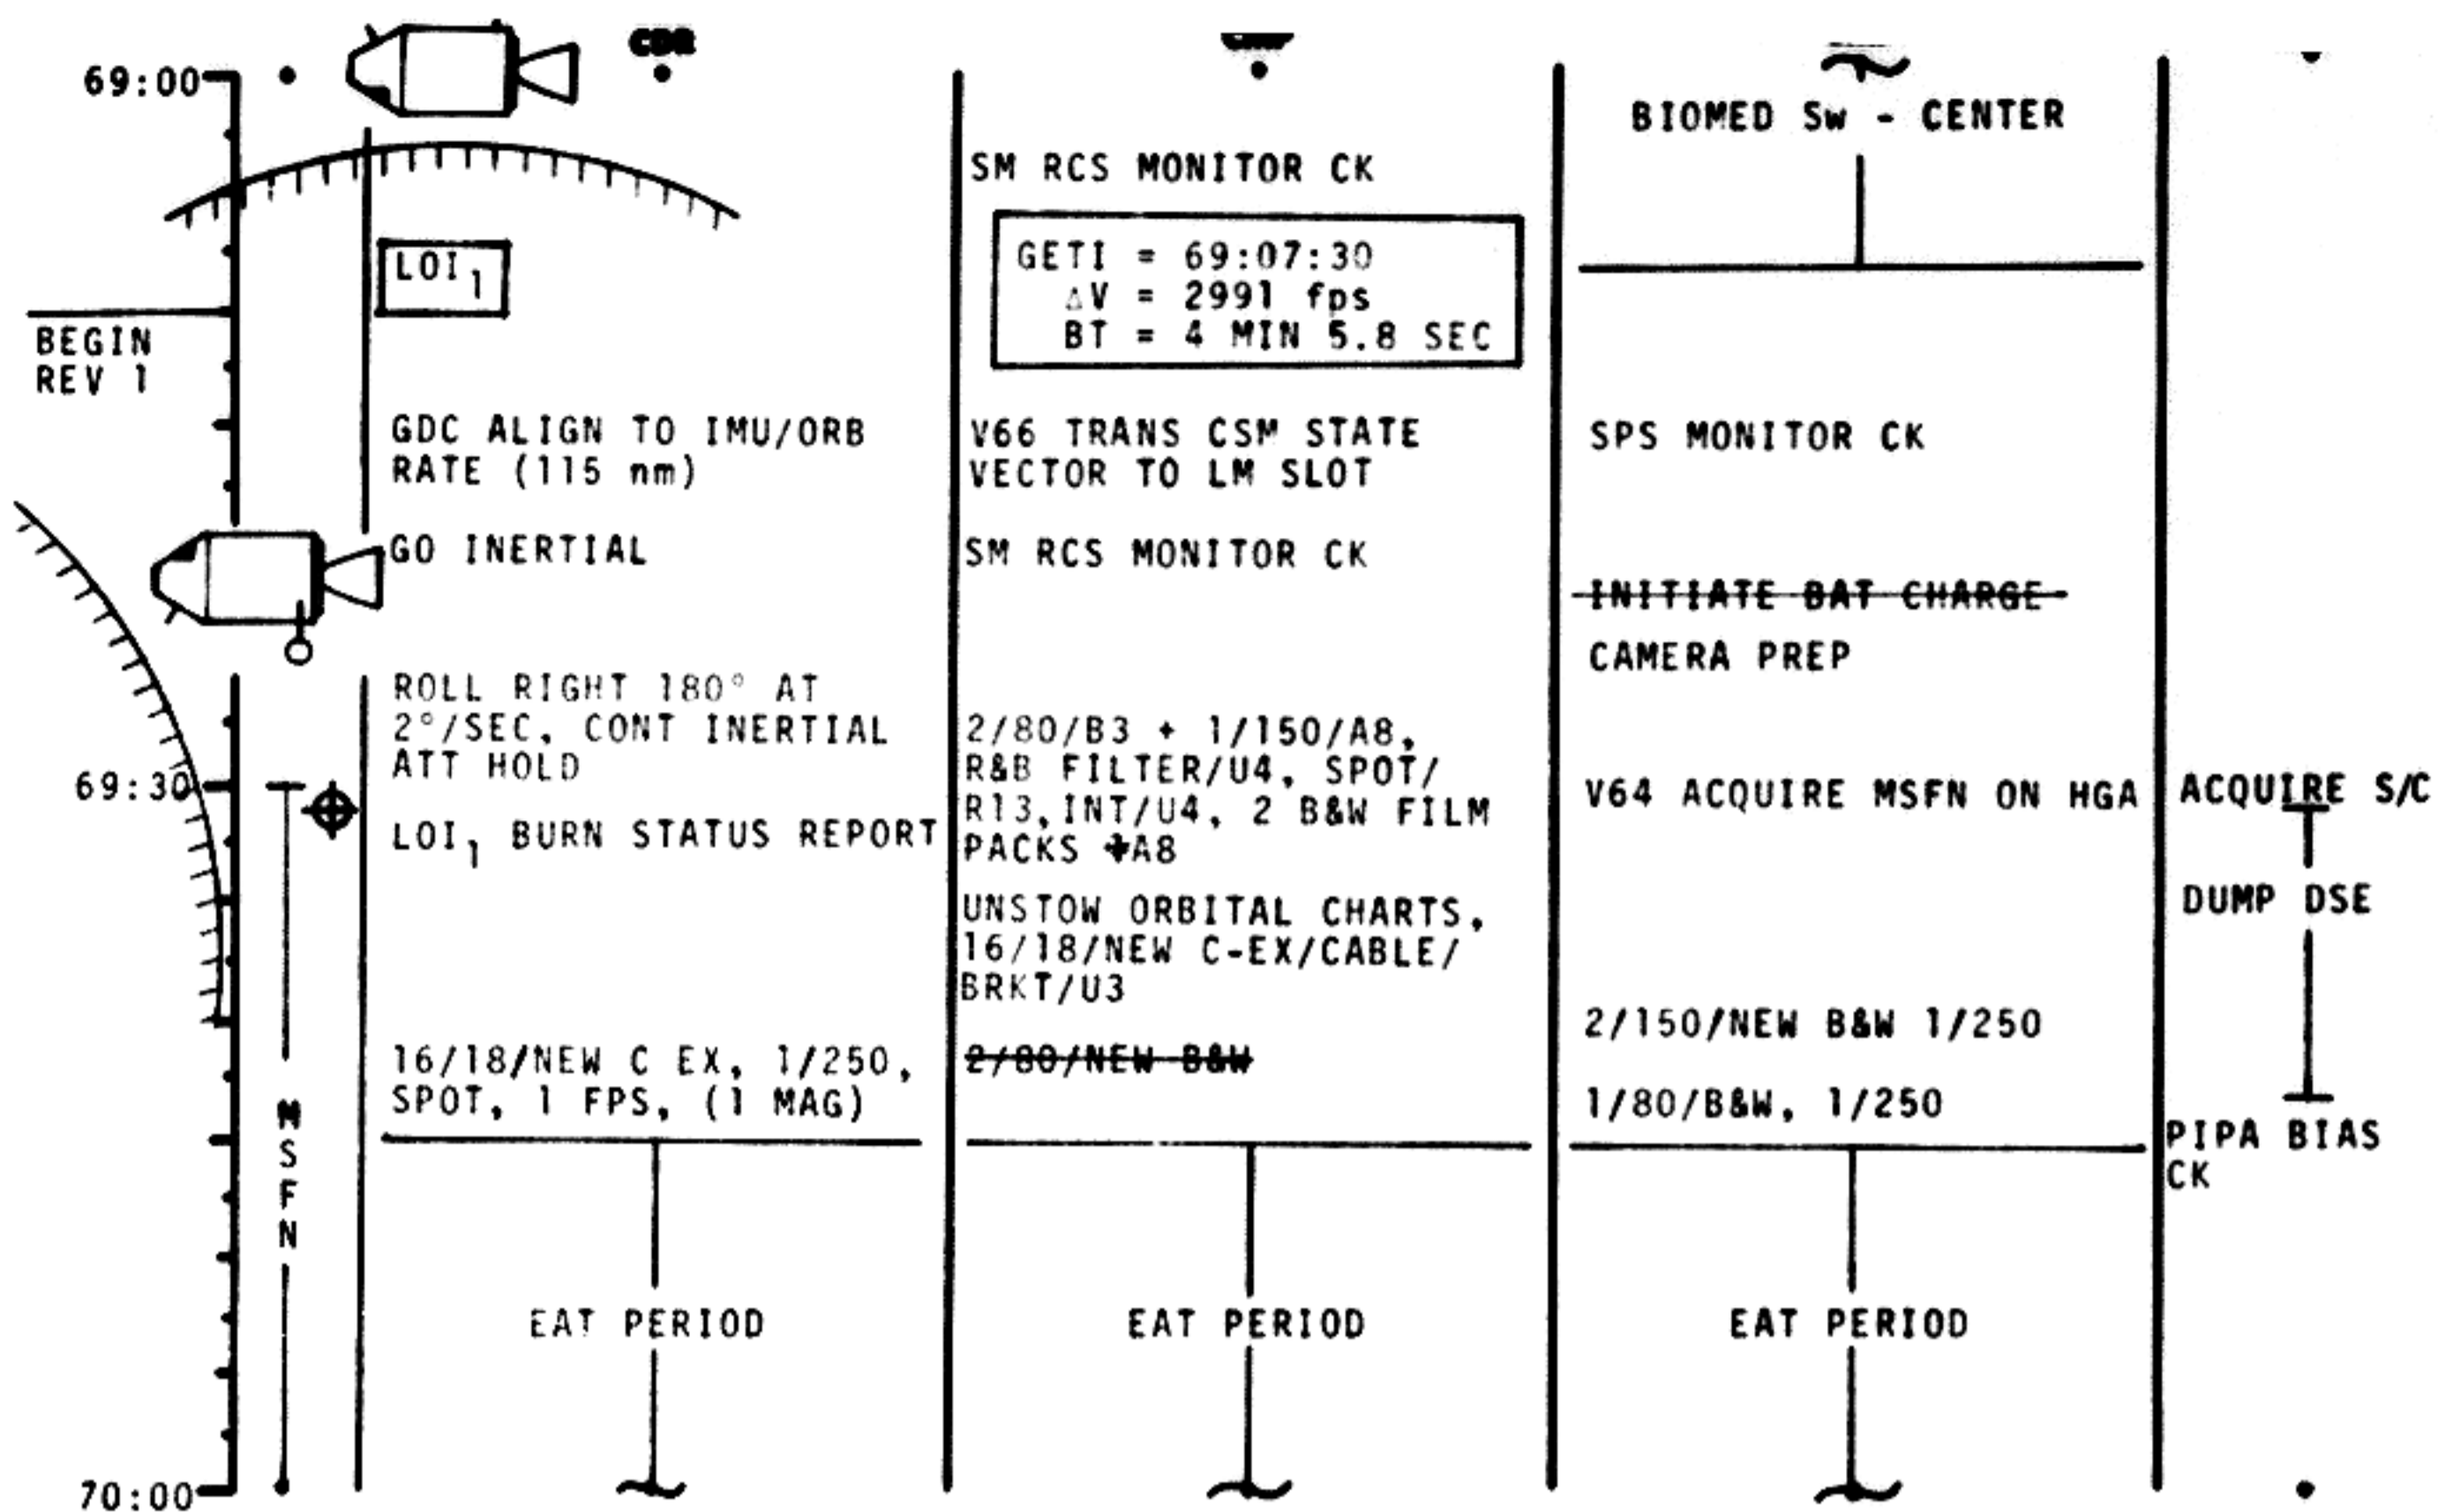 CDR
69:00
BIOMED Sw - CENTER
SM RCS MONITOR CK
LOI1
GETI = 69:07:30
ΔV = 2991 fps
BT = 4 MIN 5.8 SEC
BEGIN
REV 1
GDC ALIGN TO IMU/ORB
RATE (115 nm)
V66 TRANS CSM STATE
VECTOR TO LM SLOT
SPS MONITOR CK
GO INERTIAL
SM RCS MONITOR CK
INITIATE BAT CHARGE
CAMERA PREP
ROLL RIGHT 180° AT
2°/SEC, CONT INERTIAL
ATT HOLD
2/80/B3 + 1/150/A8,
R&B FILTER/U4, SPOT/
R13,INT/U4, 2 B&W FILM
PACKS +A8
69:30
V64 ACQUIRE MSFN ON HGA
ACQUIRE S/C
LOI1 BURN STATUS REPORT
DUMP DSE
UNSTOW ORBITAL CHARTS,
16/18/NEW C-EX/CABLE/
BRKT/U3
2/150/NEW B&W 1/250
16/18/NEW C EX, 1/250,
SPOT, 1 FPS, (1 MAG)
2/80/NEW B&W
1/80/B&W, 1/250
MSFN
PIPA BIAS
CK
EAT PERIOD
EAT PERIOD
EAT PERIOD
70:00